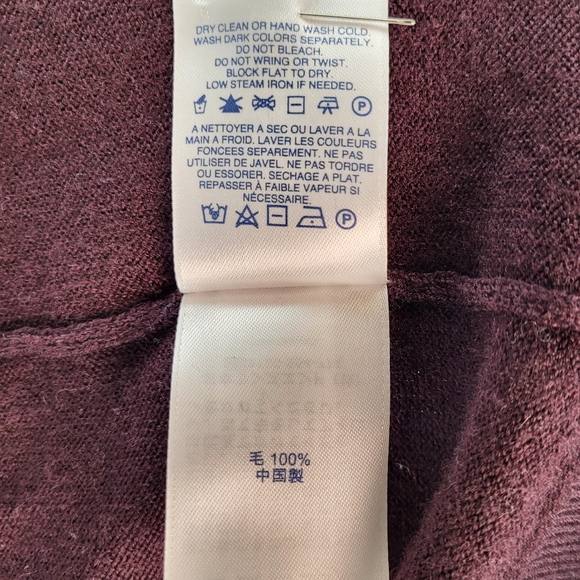 DRY CLEAN OR HAND WASH COLD.
WASH DARK COLORS SEPARATELY.
DO NOT BLEACH.
DO NOT WRING OR TWIST.
BLOCK FLAT TO DRY.
LOW STEAM IRON IF NEEDED.
P
A NETTOYER A SEC OU LAVER A LA
MAIN A FROID. LAVER LES COULEURS
FONCEES SEPAREMENT. NE PAS
UTILISER DE JAVEL. NE PAS TORDRE
OU ESSORER. SECHAGE A PLAT.
REPASSER À FAIBLE VAPEUR SI
NÉCESSAIRE.
P
毛 100%
中国製